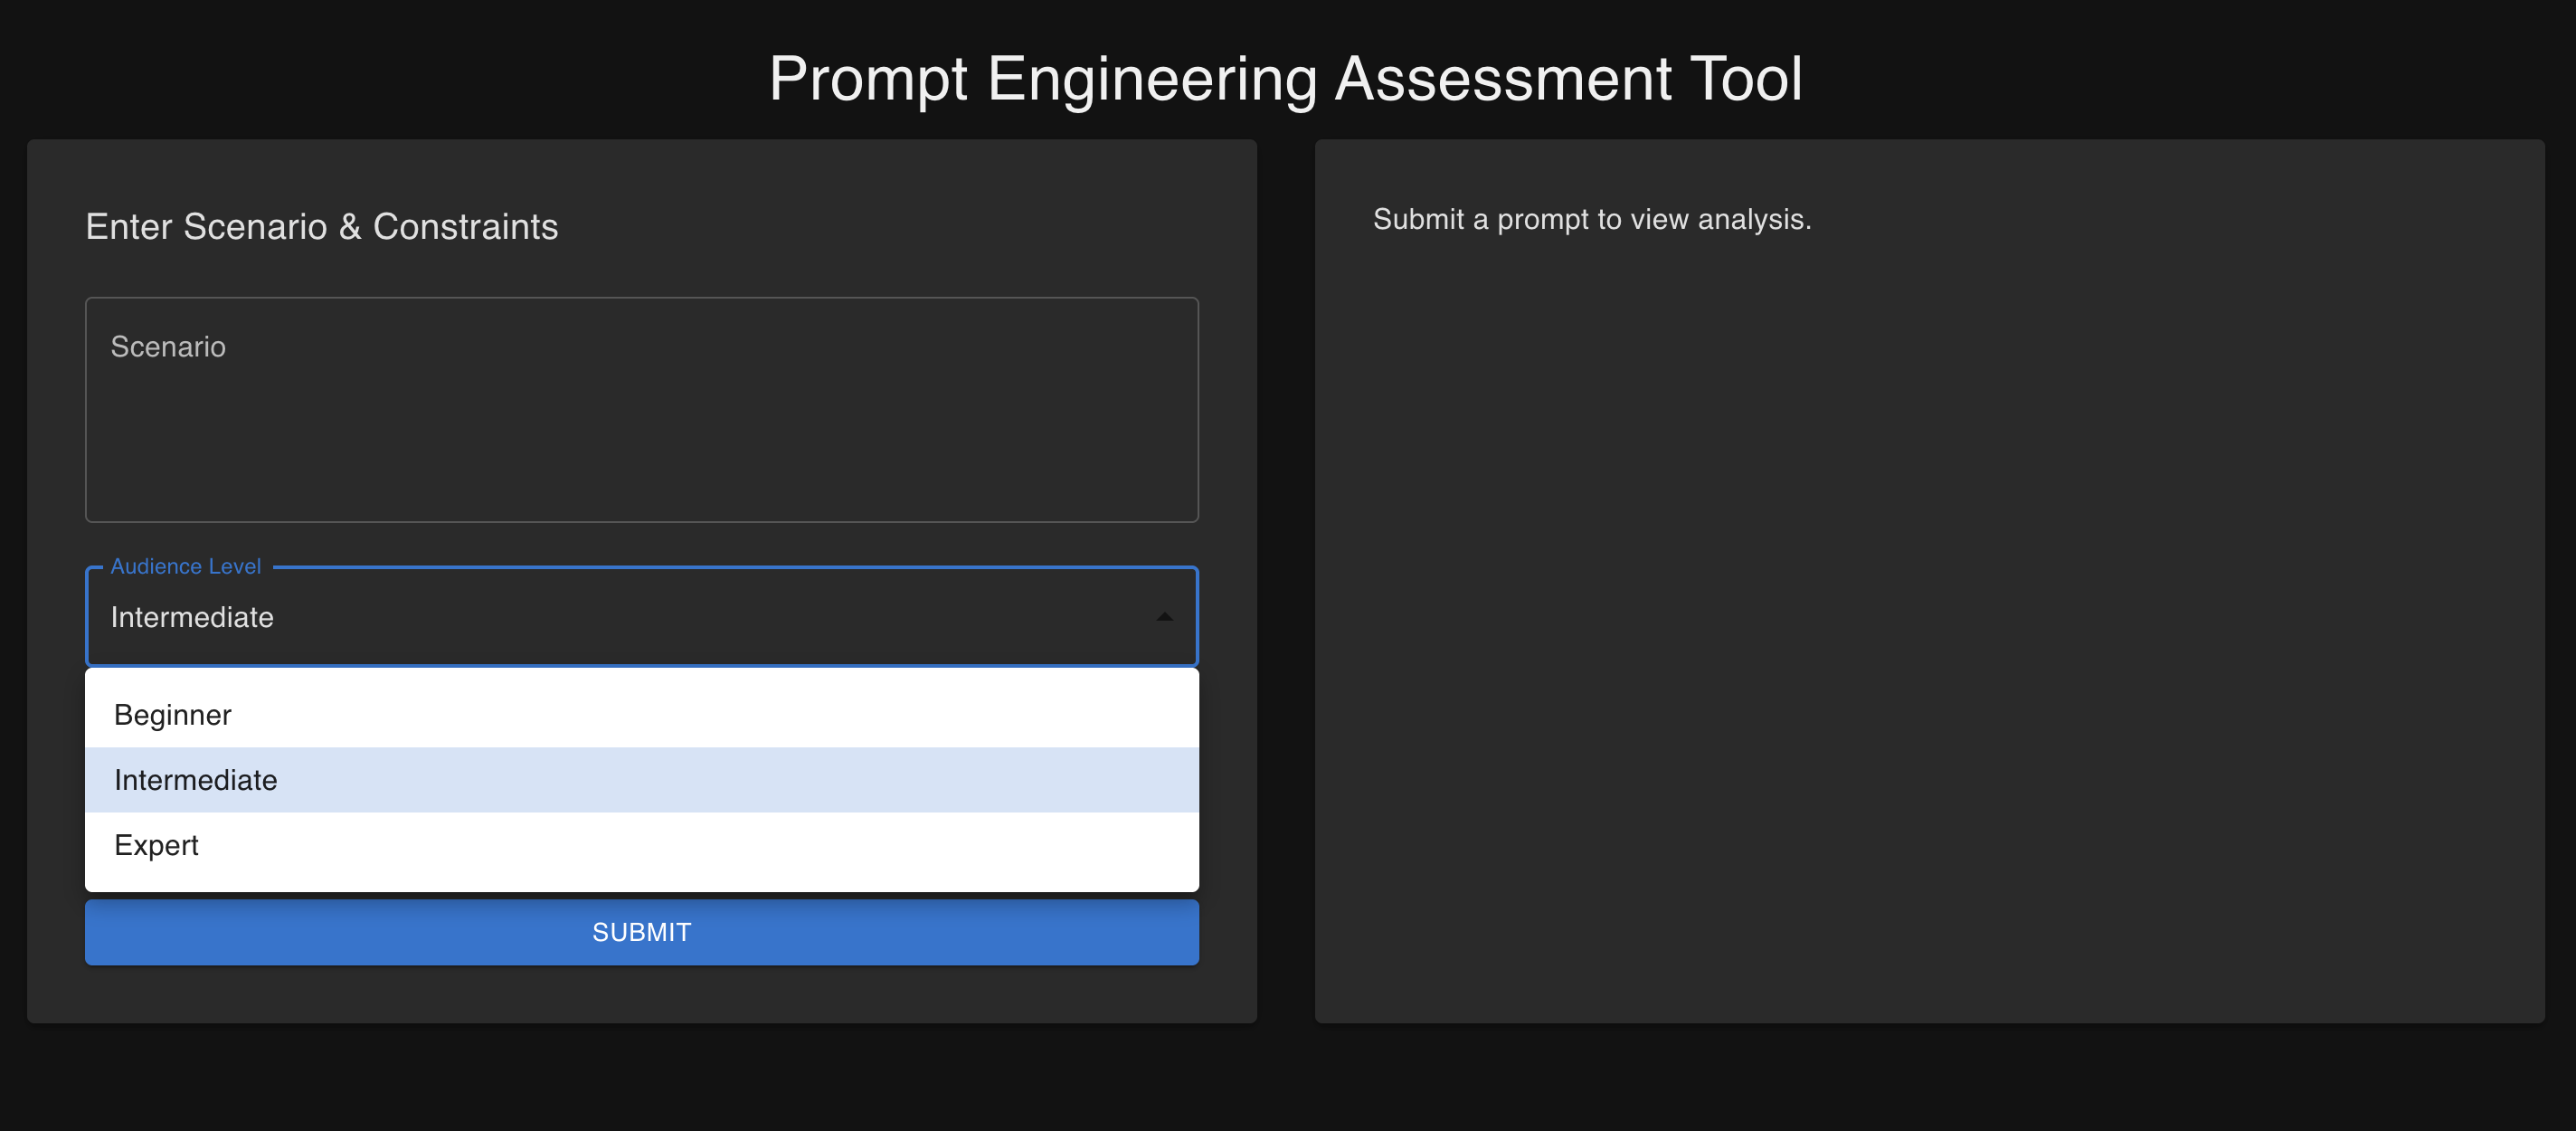 Prompt Engineering Assessment Tool
Enter Scenario & Constraints
Scenario
Audience Level
Intermediate
Beginner
Intermediate
Expert
SUBMIT
Submit a prompt to view analysis.